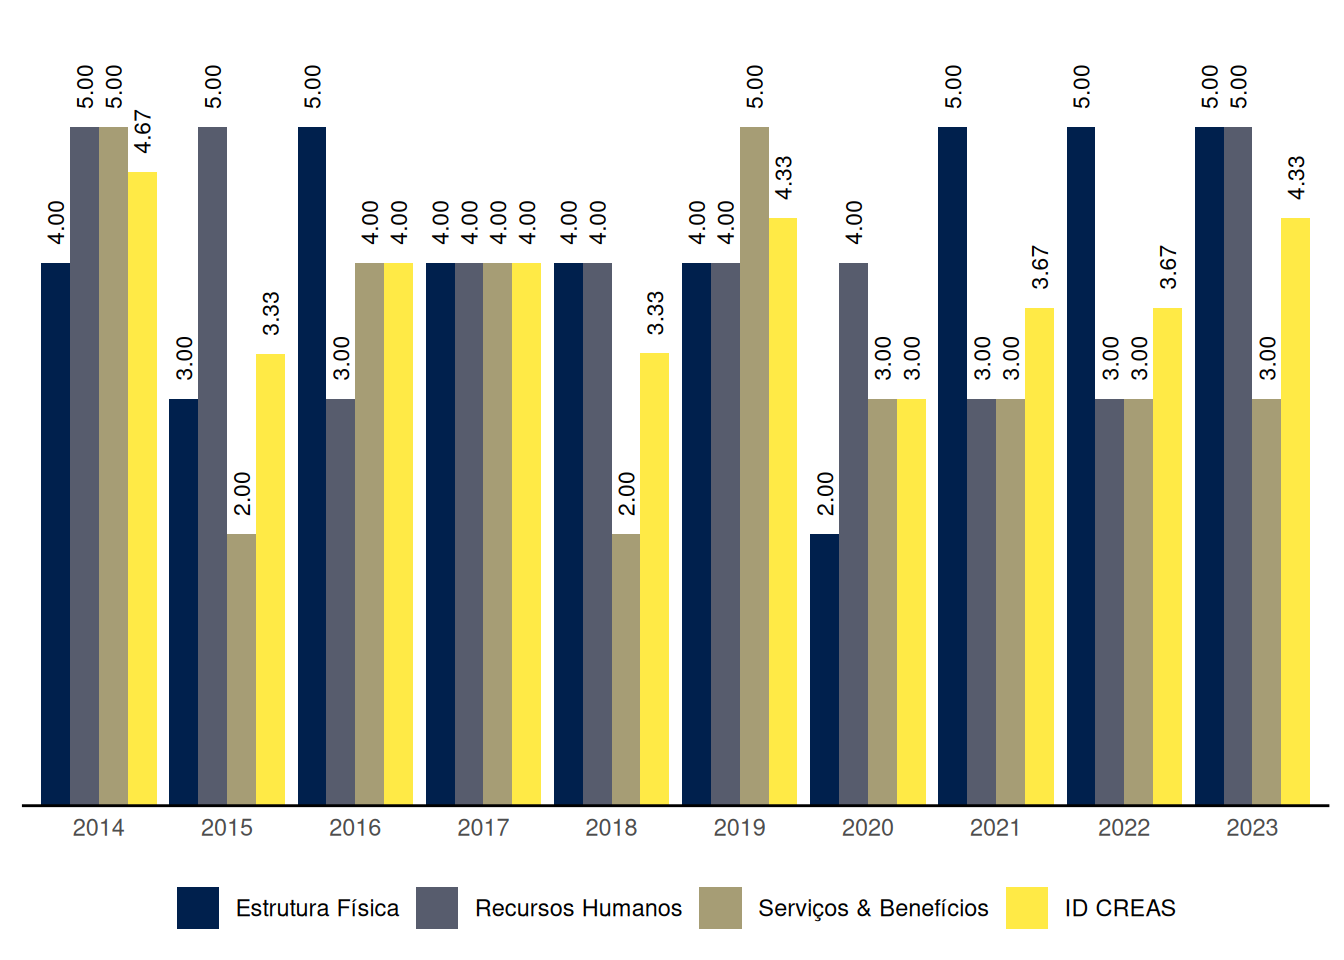 5.00 5.00 5.00 5.00 5.00 5.00 5.00 5.00 5.00
4.67
4.33 4.33
4.00 4.00 4.00 4.00 4.00 4.00 4.00 4.00 4.00 4.00 4.00 4.00
3.67 3.67
3.33 3.33
3.00 3.00 3.00 3.00 3.00 3.00 3.00 3.00 3.00
2.00 2.00 2.00
2014 2015 2016 2017 2018 2019 2020 2021 2022 2023
Estrutura Física Recursos Humanos Serviços & Benefícios ID CREAS